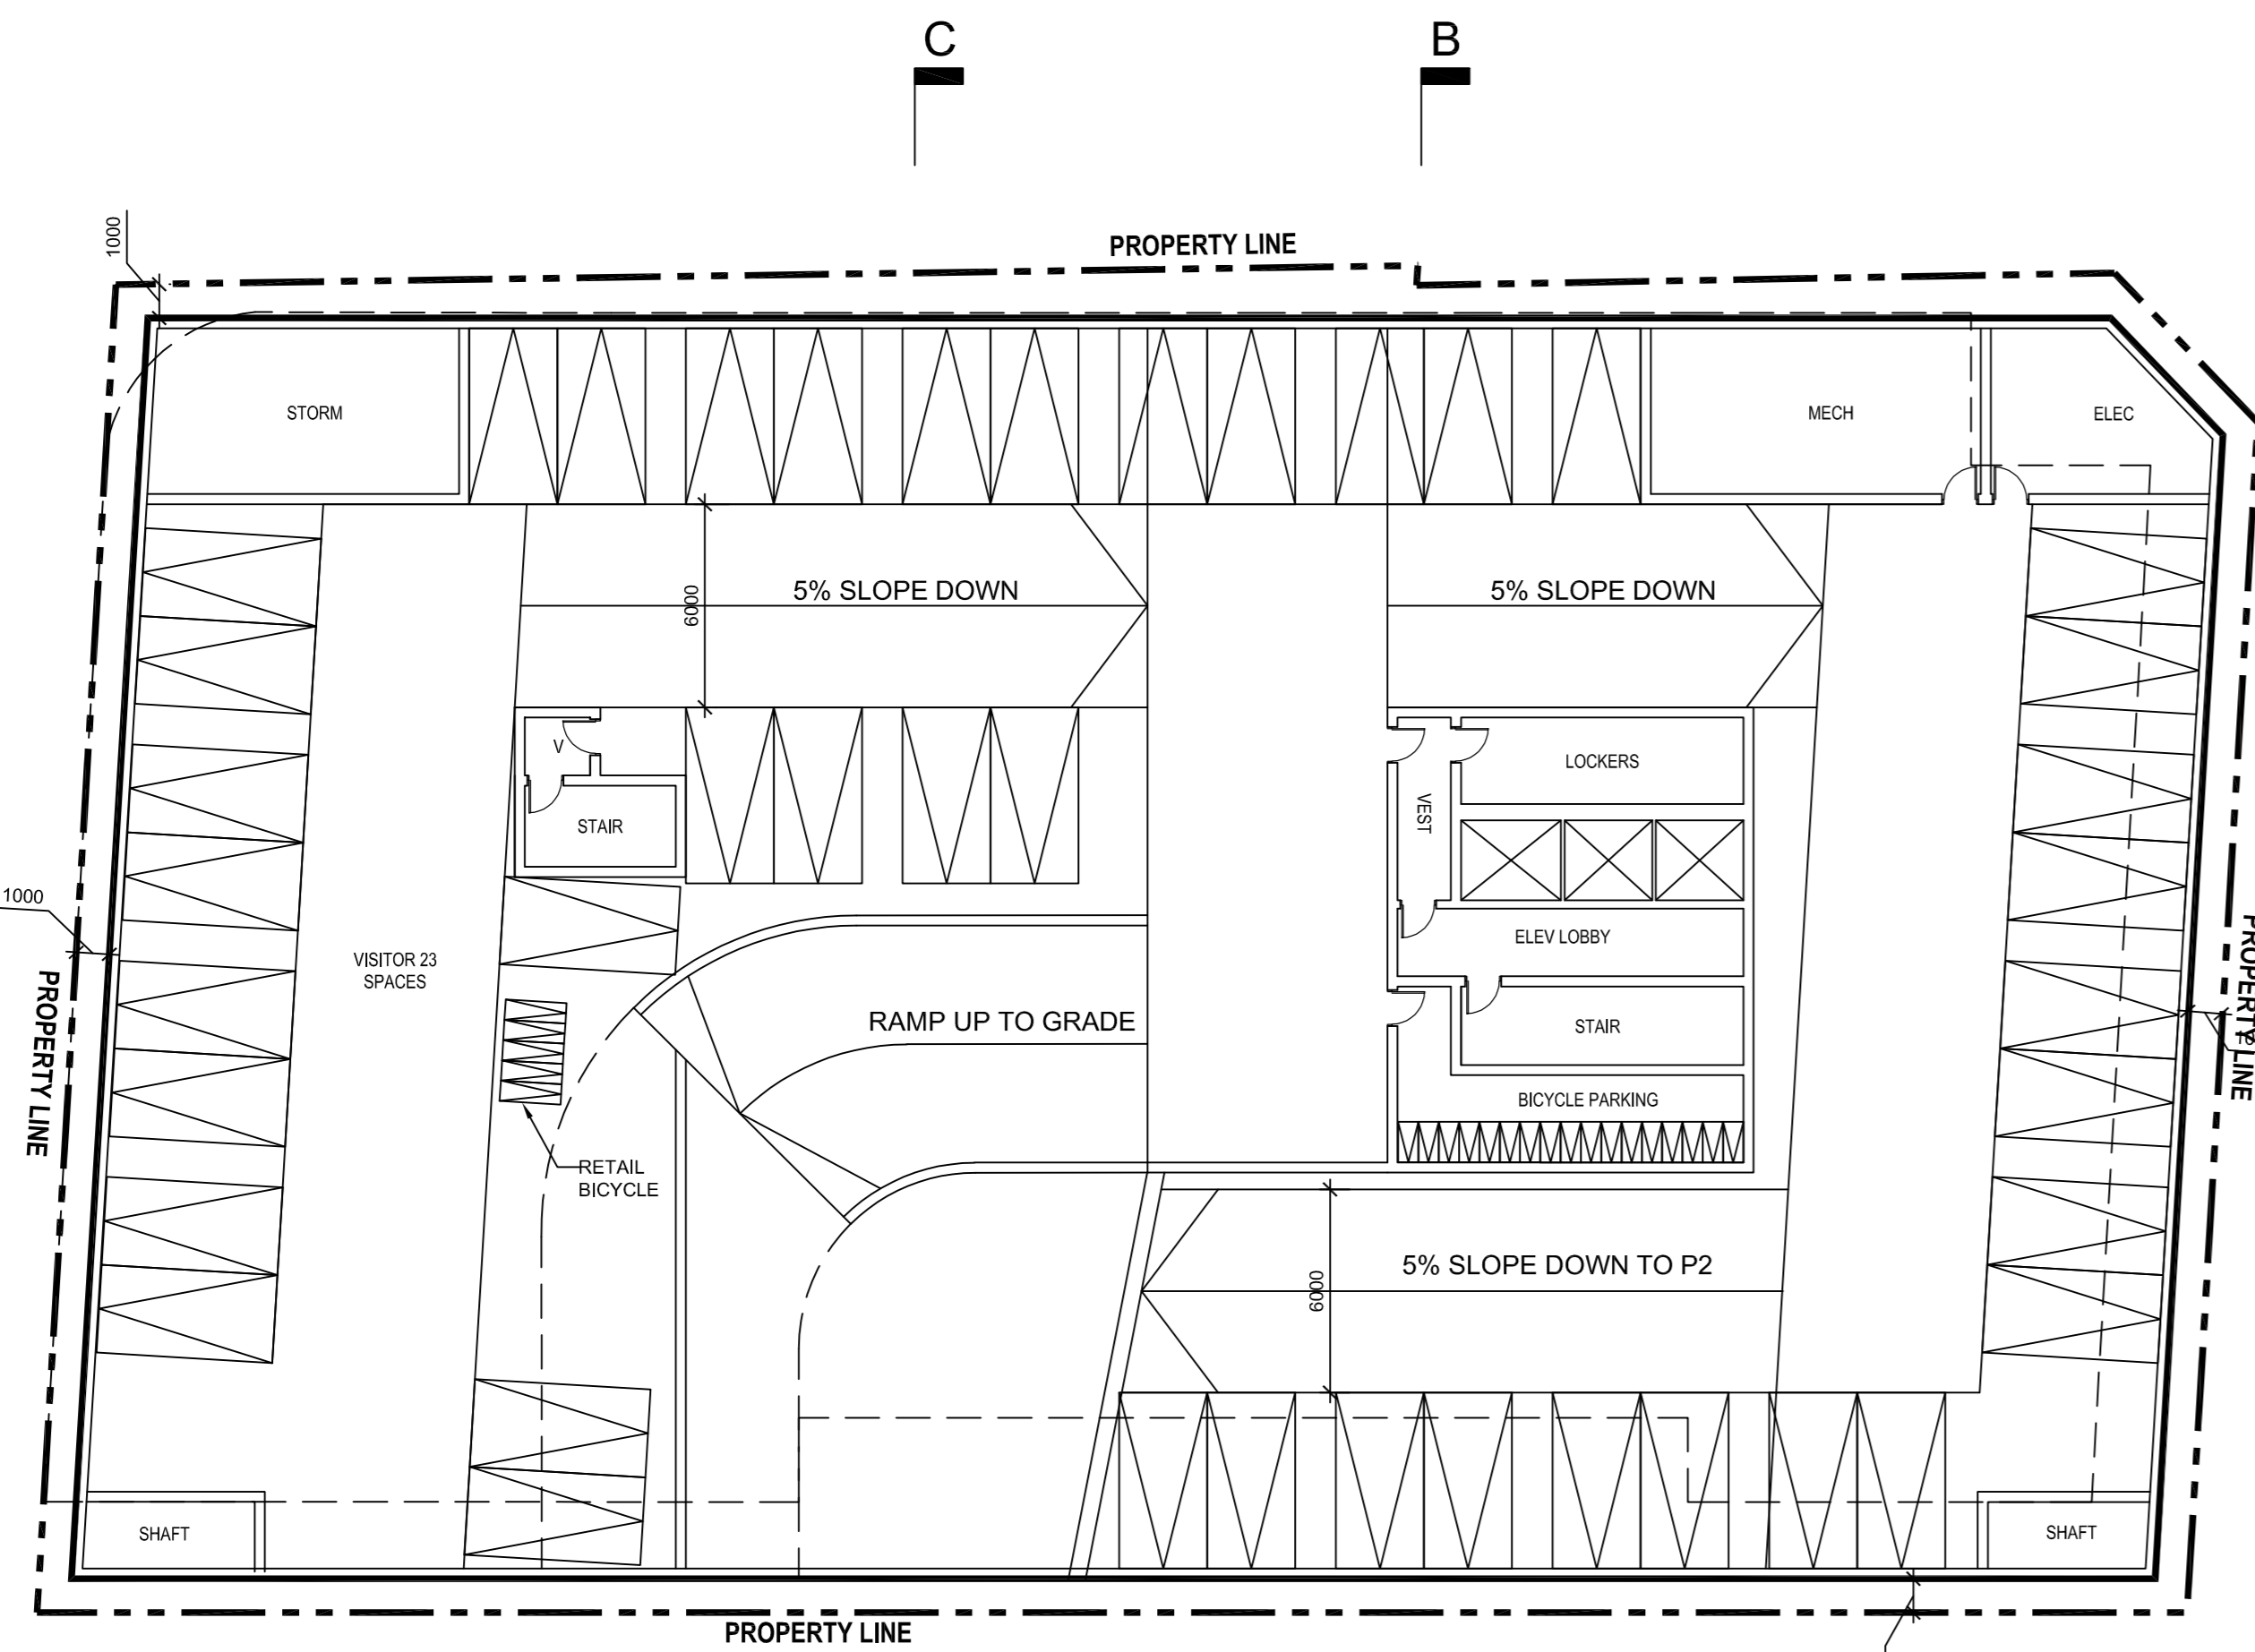 C
B
1000
PROPERTY LINE
STORM
MECH
ELEC
5% SLOPE DOWN
5% SLOPE DOWN
6000
V
LOCKERS
VEST
STAIR
1000
VISITOR 23
SPACES
ELEV LOBBY
PROPERTY LINE
PROPERTY LINE
RAMP UP TO GRADE
STAIR
BICYCLE PARKING
RETAIL
BICYCLE
5% SLOPE DOWN TO P2
6000
SHAFT
SHAFT
PROPERTY LINE